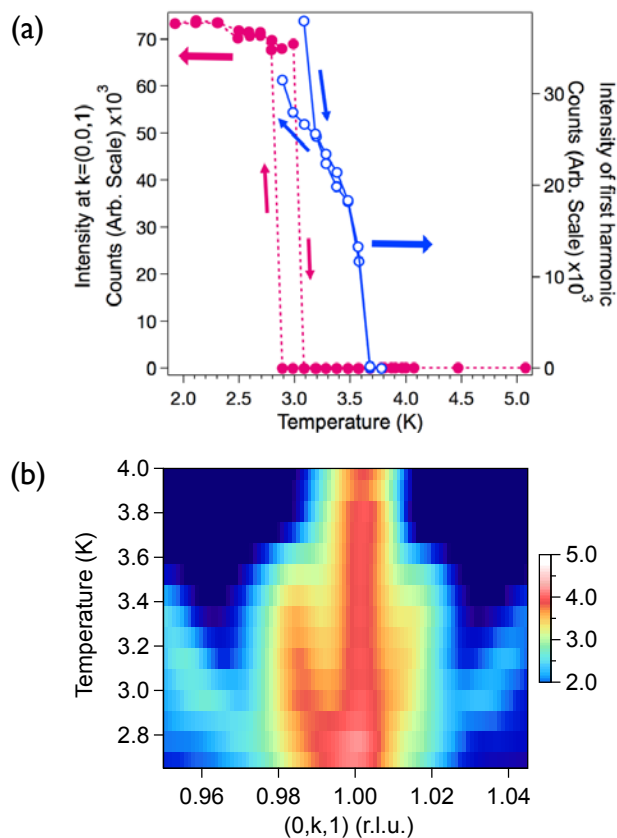 (a)
Intensity at k=(0,0,1)
Counts (Arb. Scale) x10³
70
60
50
40
30
20
10
0
30
20
10
0
Intensity of first harmonic
Counts (Arb. Scale) x10³
2.0 2.5 3.0 3.5 4.0 4.5 5.0
Temperature (K)
(b)
Temperature (K)
4.0
3.8
3.6
3.4
3.2
3.0
2.8
5.0
4.0
3.0
2.0
0.96 0.98 1.00 1.02 1.04
(0,k,1) (r.l.u.)